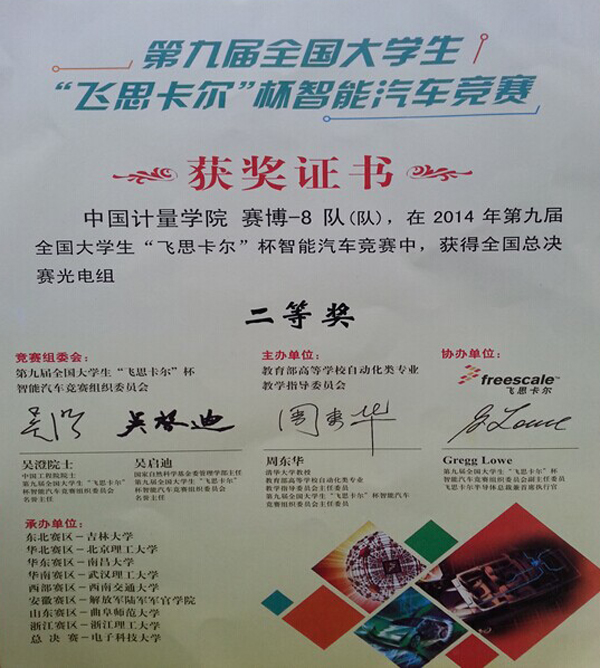 第九届全国大学生
“飞思卡尔”杯智能汽车竞赛
获奖证书
中国计量学院 赛博-8 队(队), 在 2014 年第九届
全国大学生“飞思卡尔”杯智能汽车竞赛中, 获得全国总决
赛光电组
二等奖
竞赛组委会:
第九届全国大学生“飞思卡尔”杯
智能汽车竞赛组织委员会
主办单位:
教育部高等学校自动化类专业
教学指导委员会
协办单位:
freescale™
飞思卡尔
吴澄
吴启迪
周东华
G Lowe
吴澄院士
中国工程院院士
第九届全国大学生“飞思卡尔”
杯智能汽车竞赛组织委员会
名誉主任
吴启迪
国家自然科学基金委管理学部主任
第九届全国大学生“飞思卡尔”
杯智能汽车竞赛组织委员会
名誉主任
周东华
清华大学教授
教育部高等学校自动化类专业
教学指导委员会主任委员
第九届全国大学生“飞思卡尔”杯智能汽车
竞赛组织委员会主任委员
Gregg Lowe
第九届全国大学生“飞思卡尔”杯
智能汽车竞赛组织委员会副主任委员
飞思卡尔半导体总裁兼首席执行官
承办单位:
东北赛区-吉林大学
华北赛区-北京理工大学
华东赛区-南昌大学
华南赛区-武汉理工大学
西部赛区-西南交通大学
安徽赛区-解放军陆军军官学院
山东赛区-曲阜师范大学
浙江赛区-浙江理工大学
总 决 赛-电子科技大学